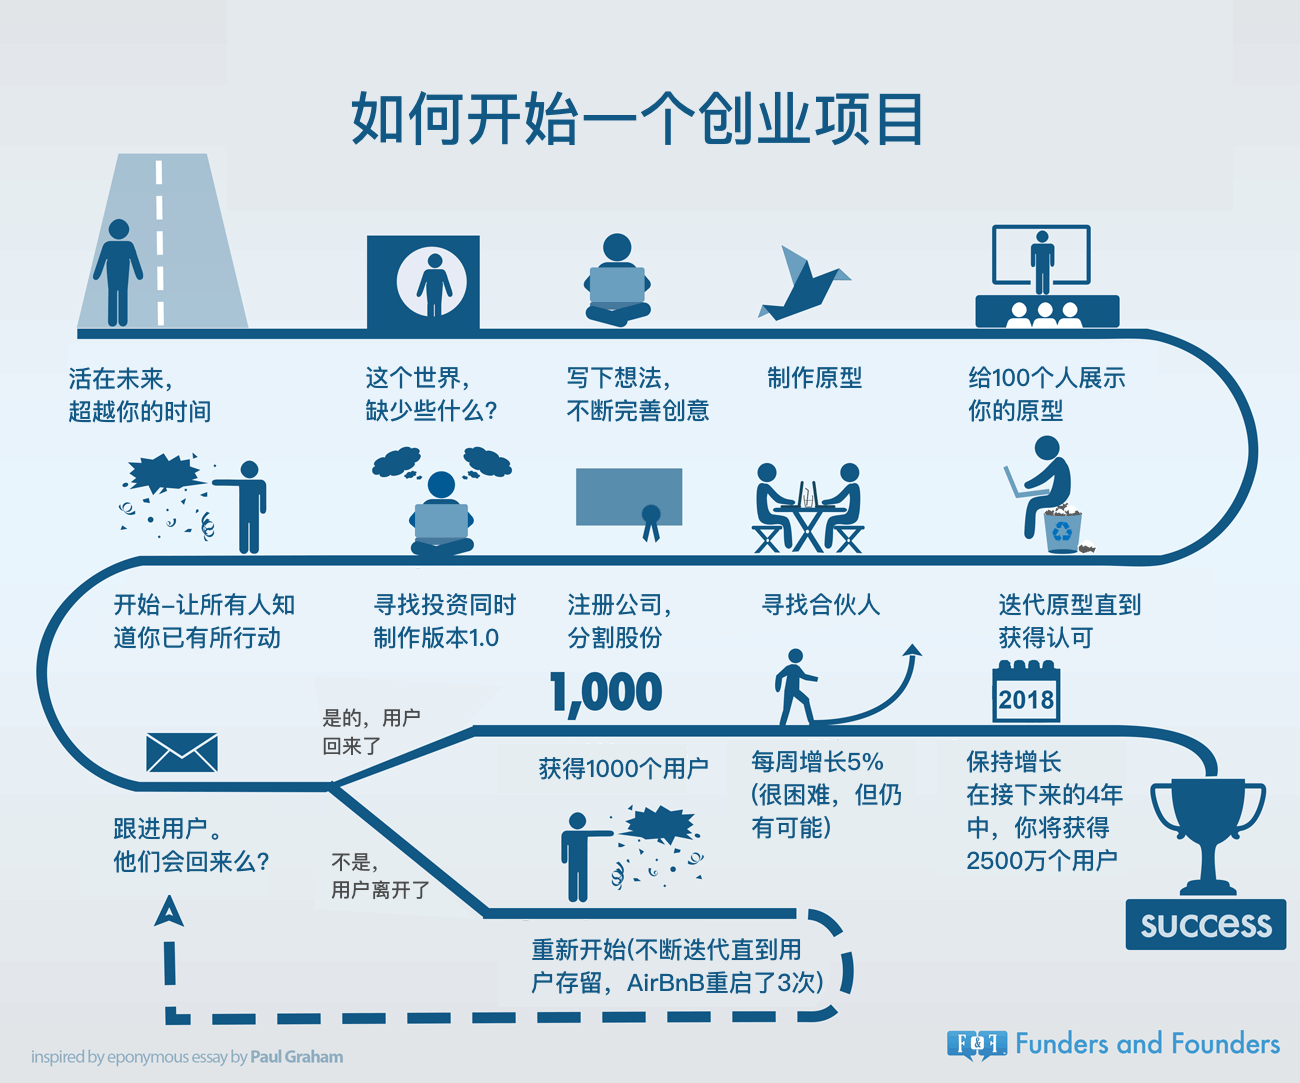 如何开始一个创业项目
活在未来，
超越你的时间
这个世界，
缺少些什么？
写下想法，
不断完善创意
制作原型
给100个人展示
你的原型
迭代原型直到
获得认可
寻找合伙人
注册公司，
分割股份
寻找投资同时
制作版本1.0
开始–让所有人知
道你已有所行动
跟进用户。
他们会回来么？
是的，用户
回来了
1,000
获得1000个用户
每周增长5%
(很困难，但仍
有可能)
2018
保持增长
在接下来的4年
中，你将获得
2500万个用户
success
不是，
用户离开了
重新开始(不断迭代直到用
户存留，AirBnB重启了3次)
inspired by eponymous essay by Paul Graham
F&F Funders and Founders